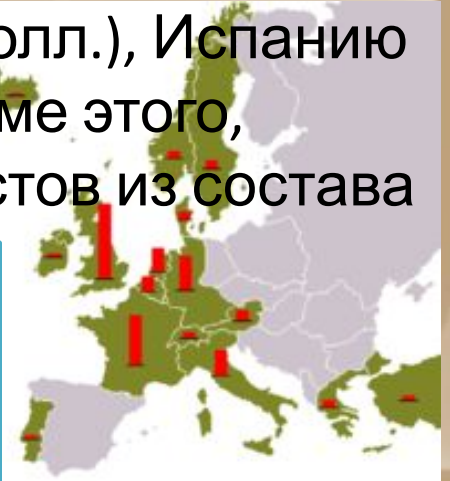 олл.), Испанию
ме этого,
стов из состава